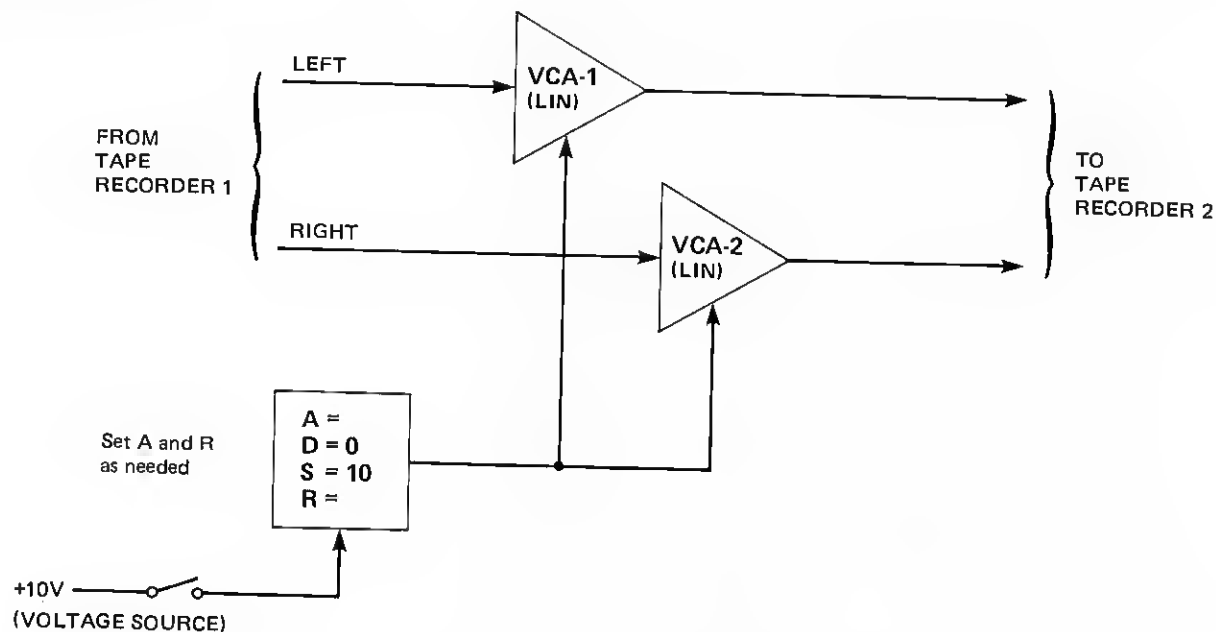 LEFT
VCA-1
(LIN)
FROM
TAPE
RECORDER 1
TO
TAPE
RECORDER 2
RIGHT
VCA-2
(LIN)
Set A and R
as needed
A =
D = 0
S = 10
R =
+10V
(VOLTAGE SOURCE)